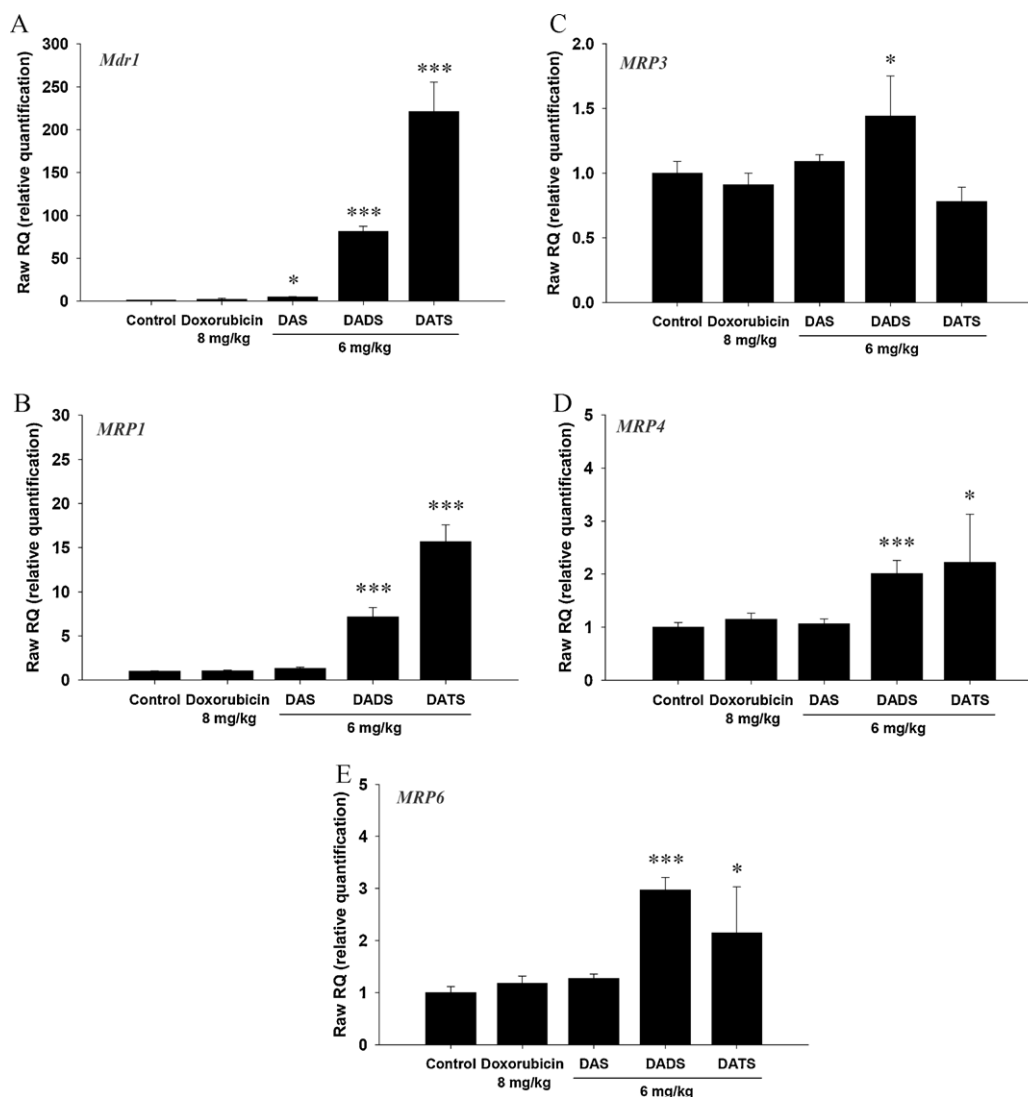 A
Mdr1
Raw RQ (relative quantification)
300
250
200
150
100
50
0
*
***
***
Control Doxorubicin DAS DADS DATS
8 mg/kg 6 mg/kg
C
MRP3
Raw RQ (relative quantification)
2.0
1.5
1.0
0.5
0.0
*
Control Doxorubicin DAS DADS DATS
8 mg/kg 6 mg/kg
B
MRP1
Raw RQ (relative quantification)
30
25
20
15
10
5
0
***
***
Control Doxorubicin DAS DADS DATS
8 mg/kg 6 mg/kg
D
MRP4
Raw RQ (relative quantification)
5
4
3
2
1
0
***
*
Control Doxorubicin DAS DADS DATS
8 mg/kg 6 mg/kg
E
MRP6
Raw RQ (relative quantification)
5
4
3
2
1
0
***
*
Control Doxorubicin DAS DADS DATS
8 mg/kg 6 mg/kg